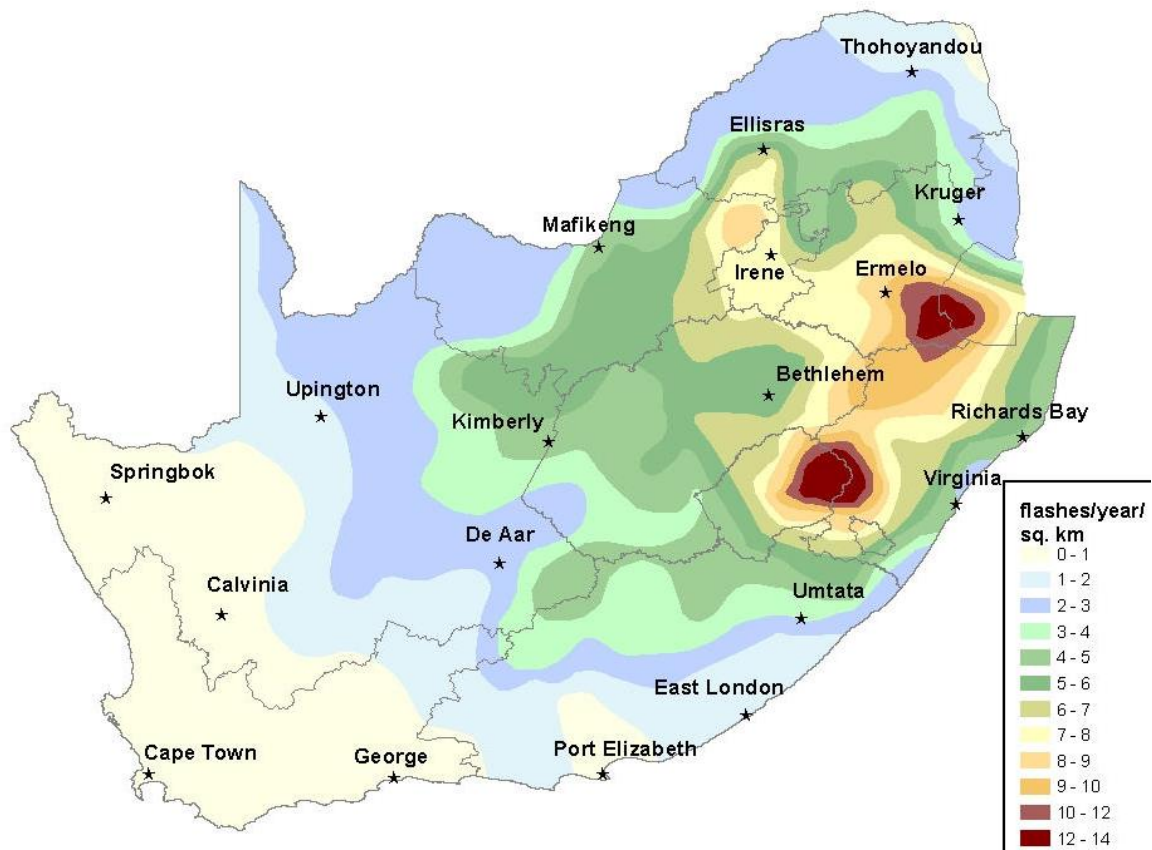 Thohoyandou
Ellisras
Kruger
Mafikeng
Irene
Ermelo
Upington
Bethlehem
Kimberly
Richards Bay
Springbok
Virginia
De Aar
Calvinia
Umtata
East London
Cape Town
George
Port Elizabeth
flashes/year/
sq. km
0 - 1
1 - 2
2 - 3
3 - 4
4 - 5
5 - 6
6 - 7
7 - 8
8 - 9
9 - 10
10 - 12
12 - 14